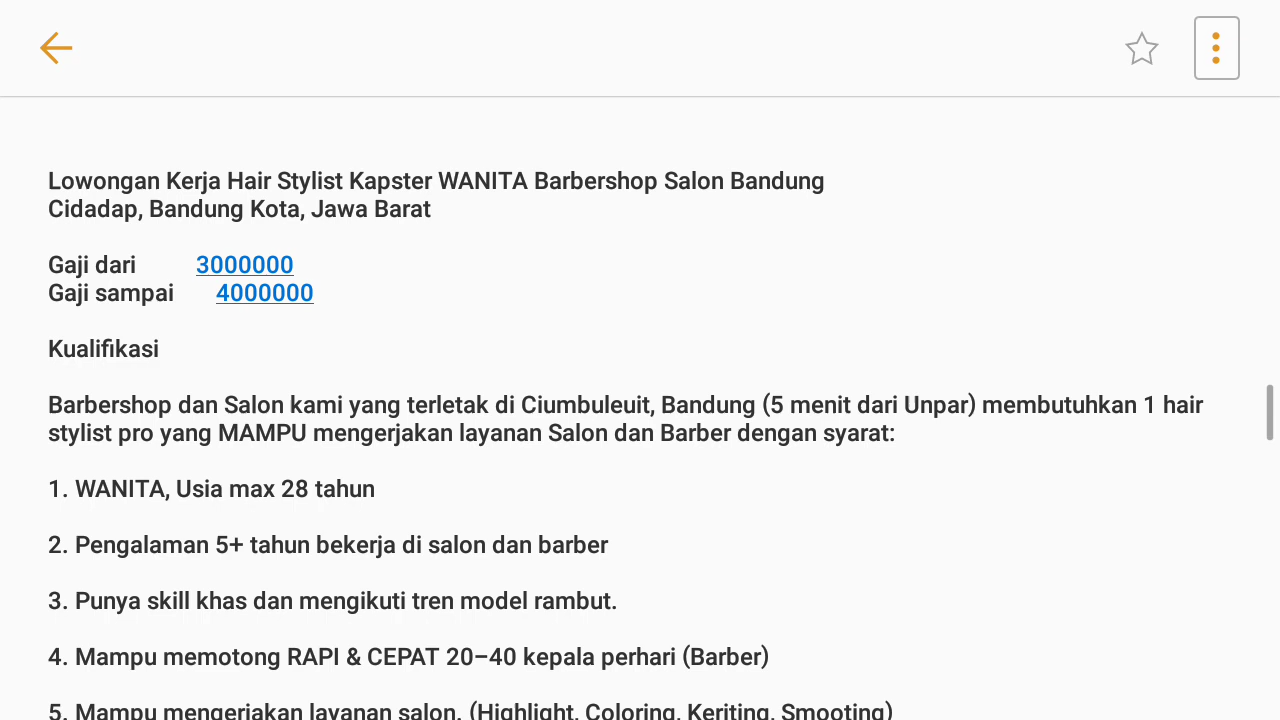 Lowongan Kerja Hair Stylist Kapster WANITA Barbershop Salon Bandung
Cidadap, Bandung Kota, Jawa Barat
Gaji dari 3000000
Gaji sampai 4000000
Kualifikasi
Barbershop dan Salon kami yang terletak di Ciumbuleuit, Bandung (5 menit dari Unpar) membutuhkan 1 hair
stylist pro yang MAMPU mengerjakan layanan Salon dan Barber dengan syarat:
1. WANITA, Usia max 28 tahun
2. Pengalaman 5+ tahun bekerja di salon dan barber
3. Punya skill khas dan mengikuti tren model rambut.
4. Mampu memotong RAPI & CEPAT 20–40 kepala perhari (Barber)
5. Mampu mengerjakan layanan salon. (Highlight, Coloring, Keriting, Smooting)